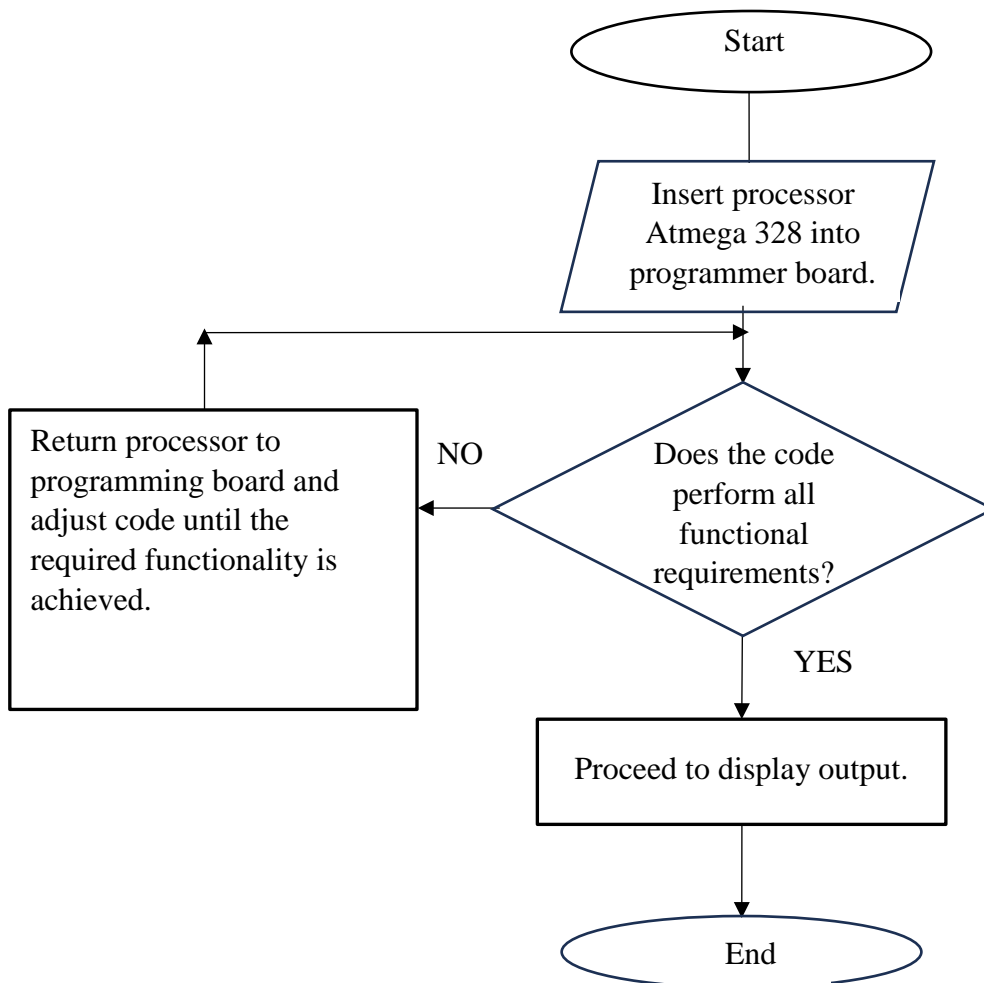 Start
Insert processor
Atmega 328 into
programmer board.
Return processor to
programming board and
adjust code until the
required functionality is
achieved.
NO
Does the code
perform all
functional
requirements?
YES
Proceed to display output.
End